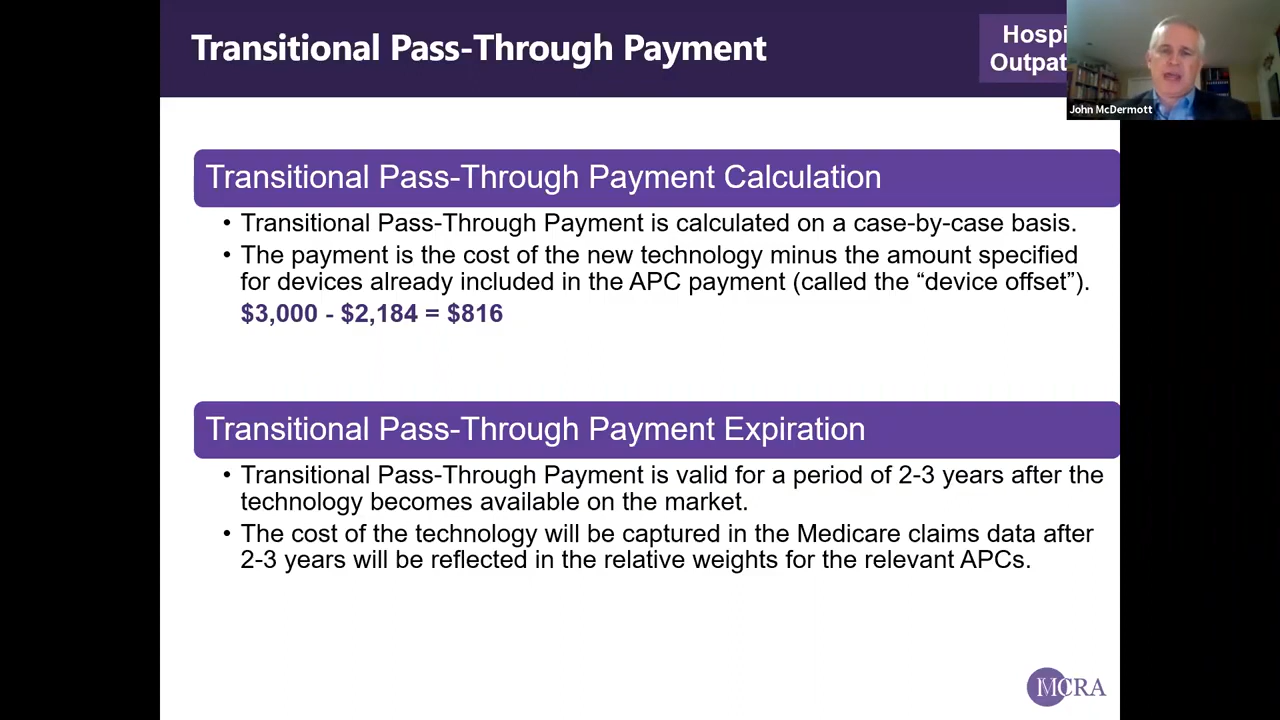 Transitional Pass-Through Payment
Hospi
Outpat
John McDermott
Transitional Pass-Through Payment Calculation
• Transitional Pass-Through Payment is calculated on a case-by-case basis.
• The payment is the cost of the new technology minus the amount specified
for devices already included in the APC payment (called the “device offset”).
$3,000 - $2,184 = $816
Transitional Pass-Through Payment Expiration
• Transitional Pass-Through Payment is valid for a period of 2-3 years after the
technology becomes available on the market.
• The cost of the technology will be captured in the Medicare claims data after
2-3 years will be reflected in the relative weights for the relevant APCs.
MCRA